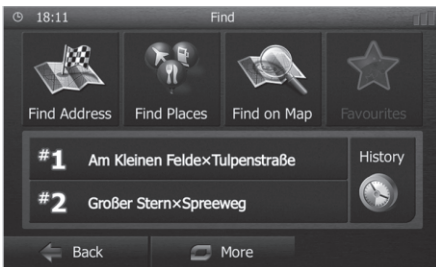 18:11 Find
Find Address Find Places Find on Map Favourites
#1 Am Kleinen Felde×Tulpenstraße History
#2 Großer Stern×Spreeweg
Back More